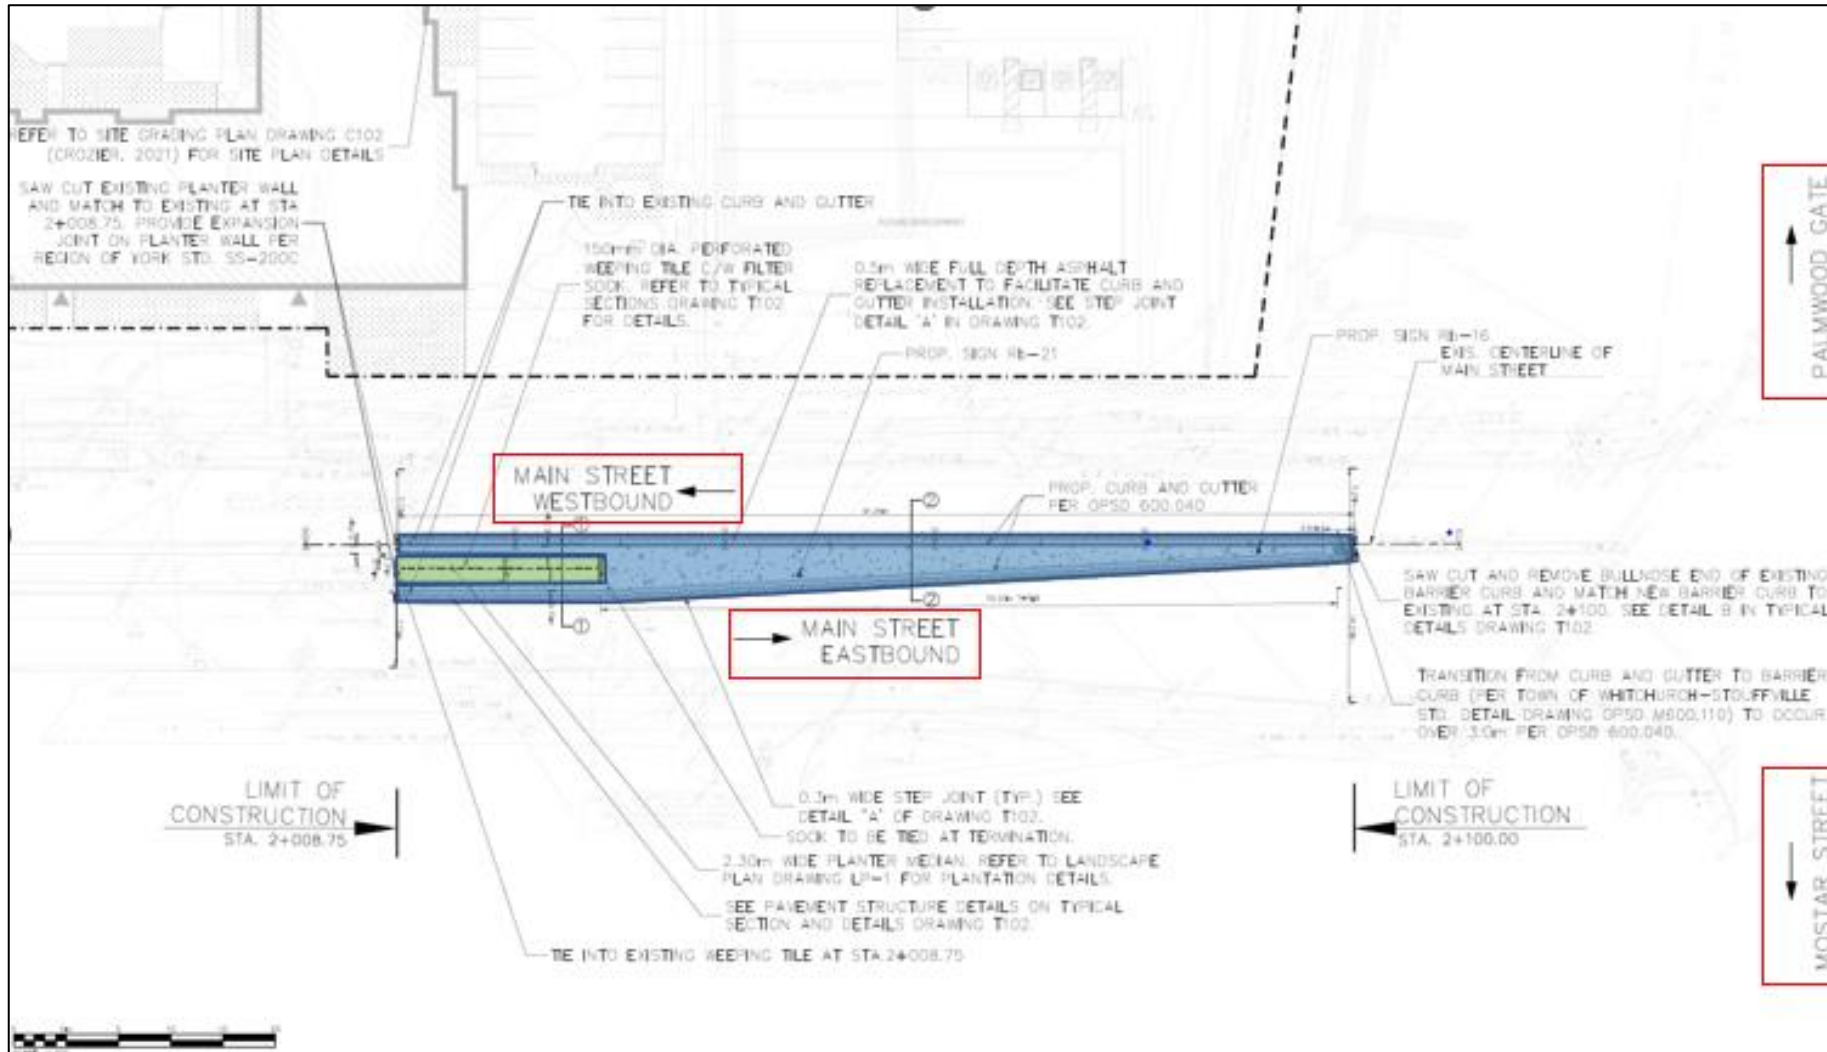 REFER TO SITE GRADING PLAN DRAWING C102
(CROZIER, 2021) FOR SITE PLAN DETAILS
SAW CUT EXISTING PLANTER WALL
AND MATCH TO EXISTING AT STA
2+008.75. PROVIDE EXPANSION
JOINT ON PLANTER WALL PER
REGION OF YORK STD. SS-200C
TIE INTO EXISTING CURB AND GUTTER
150mm DIA. PERFORATED
WEEPING TILE C/W FILTER
SOCK. REFER TO TYPICAL
SECTIONS DRAWING T102
FOR DETAILS.
0.5m WIDE FULL DEPTH ASPHALT
REPLACEMENT TO FACILITATE CURB AND
GUTTER INSTALLATION. SEE STEP JOINT
DETAIL "A" IN DRAWING T102.
PROP. SIGN Rb-21
PROP. SIGN Rb-16
EXIS. CENTERLINE OF
MAIN STREET
PALMWOOD GATE
MAIN STREET
WESTBOUND
PROP. CURB AND GUTTER
PER OPSD 600.040
1
2
1
2
MAIN STREET
EASTBOUND
SAW CUT AND REMOVE BULLNOSE END OF EXISTING
BARRIER CURB AND MATCH NEW BARRIER CURB TO
EXISTING AT STA. 2+100. SEE DETAIL B IN TYPICAL
DETAILS DRAWING T102.
TRANSITION FROM CURB AND GUTTER TO BARRIER
CURB (PER TOWN OF WHITCHURCH-STOUFFVILLE
STD. DETAIL DRAWING OPSD M600.110) TO OCCUR
OVER 3.0m PER OPSD 600.040.
MOSTAR STREET
LIMIT OF
CONSTRUCTION
STA. 2+008.75
LIMIT OF
CONSTRUCTION
STA. 2+100.00
0.3m WIDE STEP JOINT (TYP.) SEE
DETAIL "A" OF DRAWING T102.
SOCK TO BE TIED AT TERMINATION.
2.30m WIDE PLANTER MEDIAN. REFER TO LANDSCAPE
PLAN DRAWING LP-1 FOR PLANTATION DETAILS.
SEE PAVEMENT STRUCTURE DETAILS ON TYPICAL
SECTION AND DETAILS DRAWING T102.
TIE INTO EXISTING WEEPING TILE AT STA.2+008.75